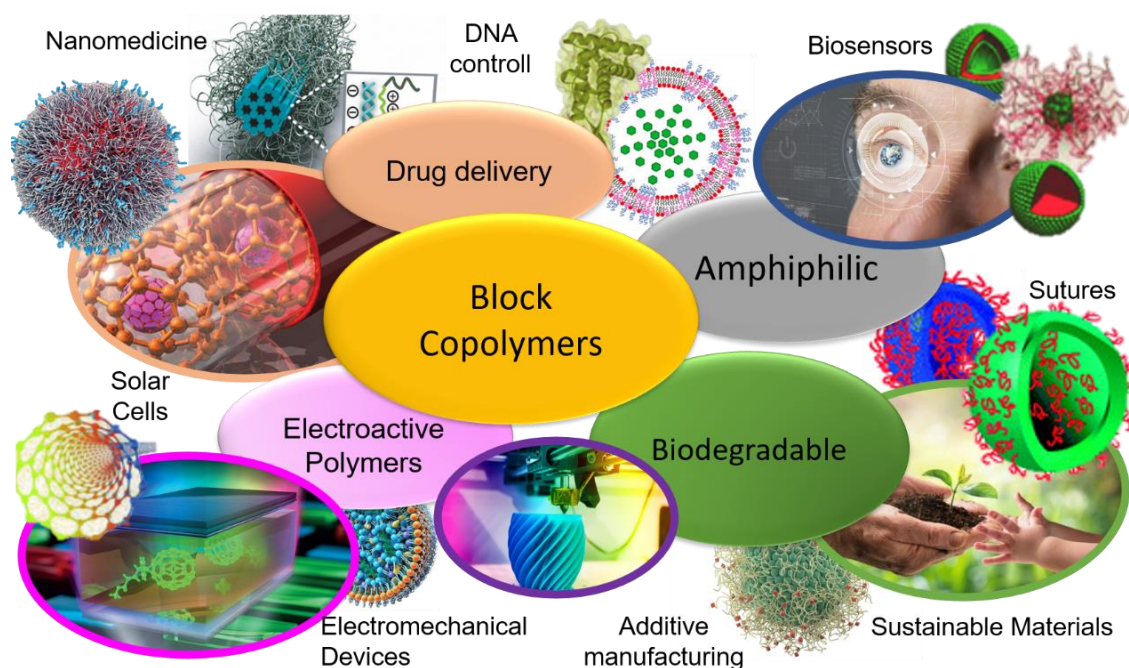 Nanomedicine
DNA
controll
Biosensors
Drug delivery
Amphiphilic
Block
Copolymers
Sutures
Solar
Cells
Electroactive
Polymers
Biodegradable
Electromechanical
Devices
Additive
manufacturing
Sustainable Materials